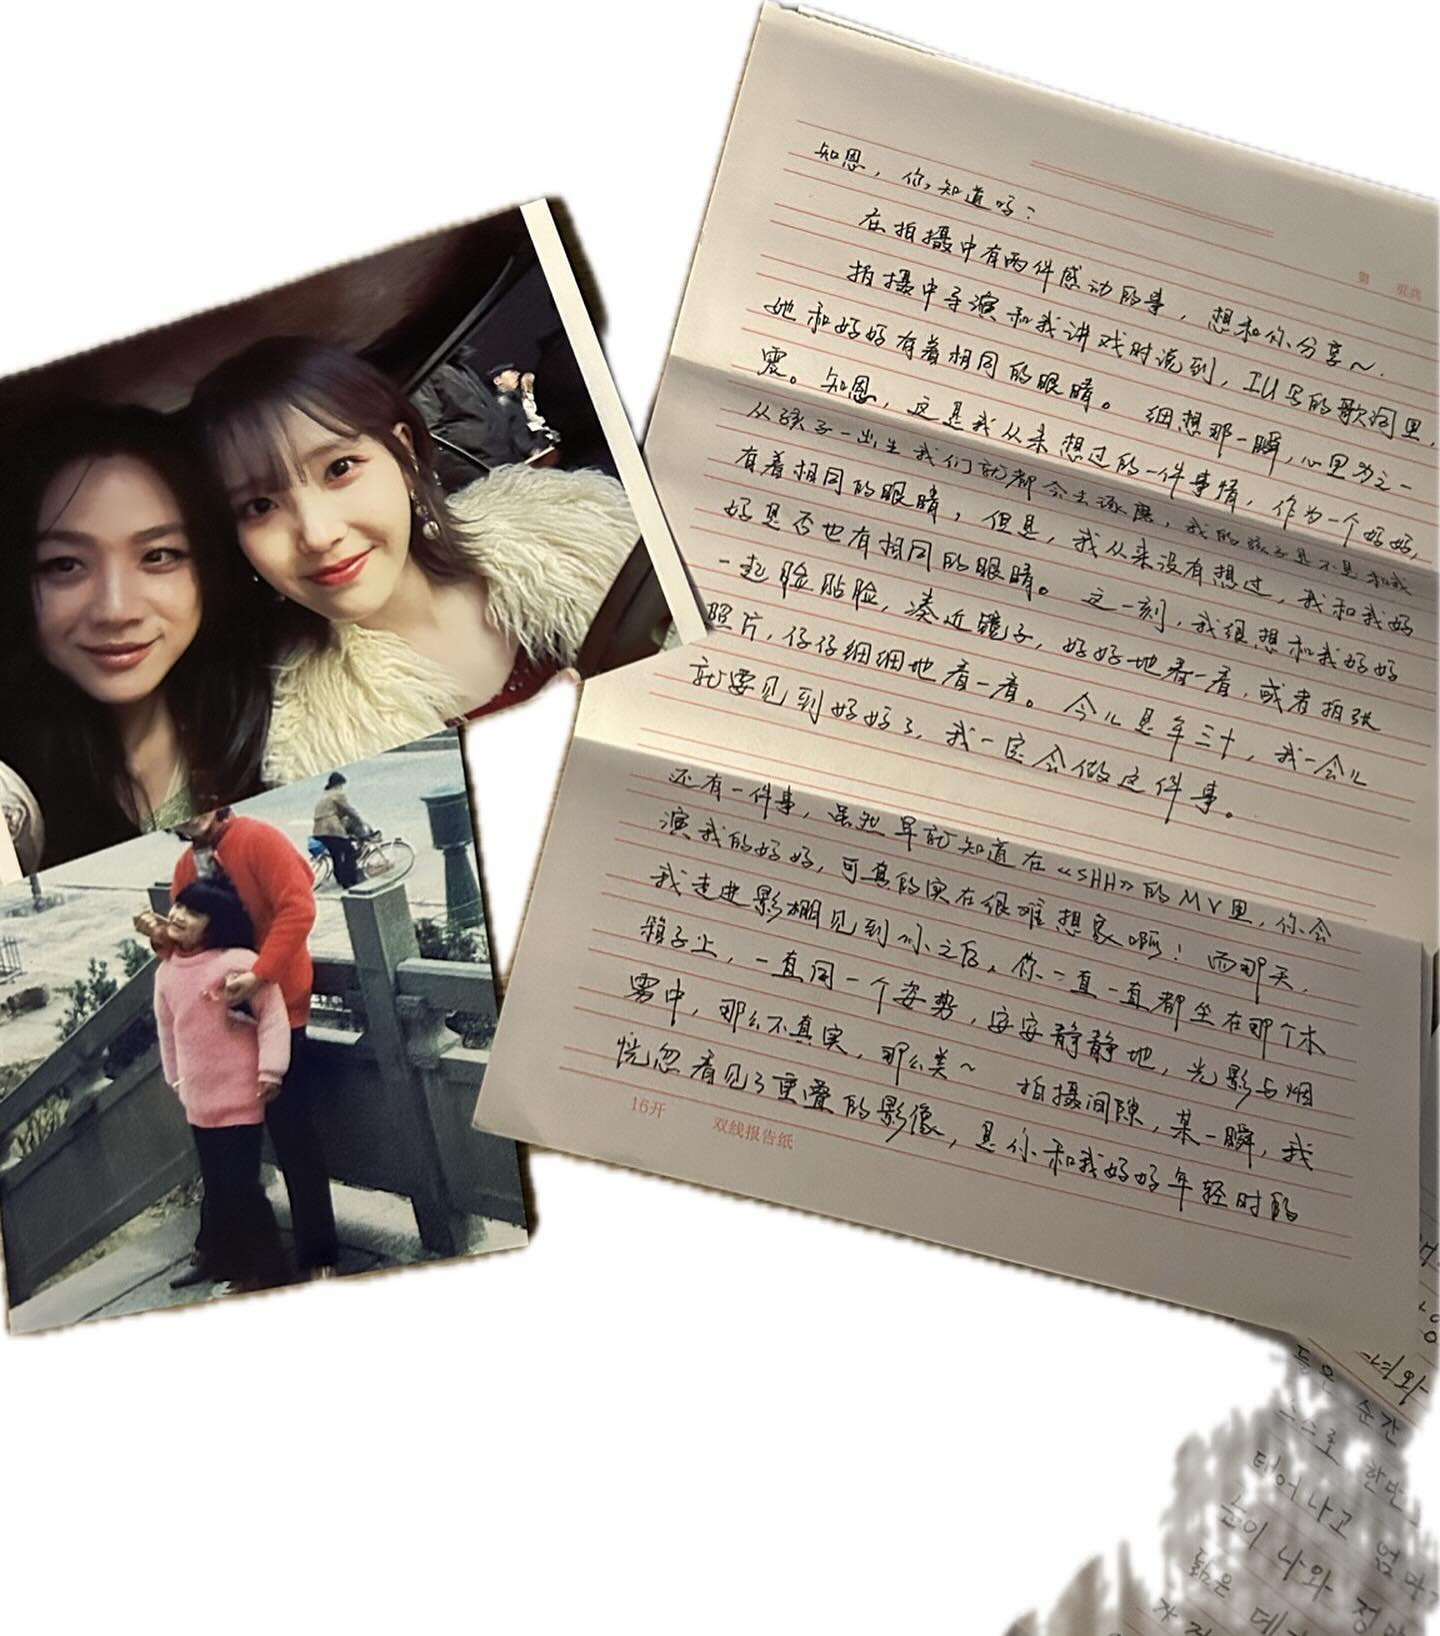 知恩，你知道吗？
在拍摄中有两件感动的事，想和你分享～.
拍摄中导演和我讲戏时说到，IU写的歌词里，
她和妈妈有着相同的眼睛。细想那一瞬，心里为之一
震。知恩，这是我从未想过的一件事情，作为一个妈妈，
从孩子一出生我们就都会去琢磨，我的孩子是不是和我
有着相同的眼睛，但是，我从来没有想过，我和我妈
妈是否也有相同的眼睛。这一刻，我很想和我妈妈
一起脸贴脸，凑近镜子，好好地看一看，或者拍张
照片，仔仔细细地看一看。今儿是年三十，我一会儿
就要见到妈妈了，我一定会做这件事。
还有一件事，虽然早就知道在《SHH》的MV里，你会
演我的妈妈，可真的实在很难想象啊！而那天，
我走进影棚见到你之后，你一直一直都坐在那个木
箱子上，一直同一个姿势，安安静静地，光影与烟
雾中，那么不真实，那么美～ 拍摄间隙，某一瞬，我
恍忽看见了重叠的影像，是你和我妈妈年轻时的
16开 双线报告纸
순간
스스로 한다
태어나고 엄마
눈이 나와
닮은